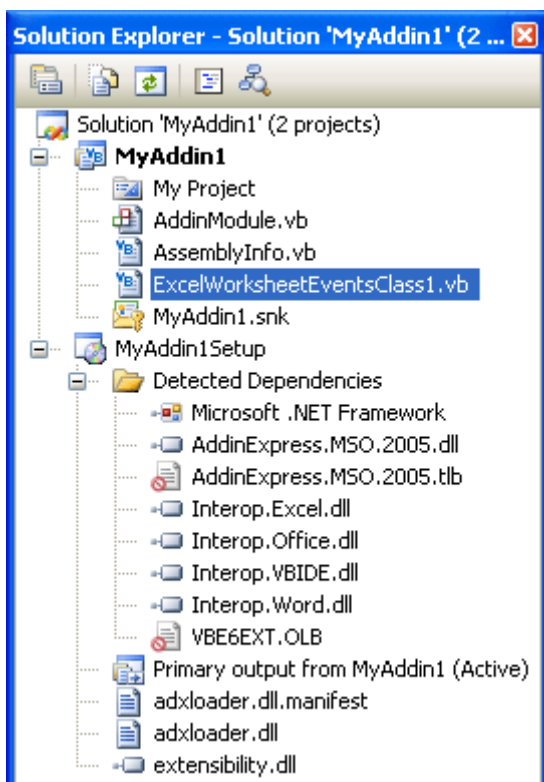 Solution Explorer - Solution 'MyAddin1' (2 ...
Solution 'MyAddin1' (2 projects)
MyAddin1
My Project
AddinModule.vb
AssemblyInfo.vb
ExcelWorksheetEventsClass1.vb
MyAddin1.snk
MyAddin1Setup
Detected Dependencies
Microsoft .NET Framework
AddinExpress.MSO.2005.dll
AddinExpress.MSO.2005.tlb
Interop.Excel.dll
Interop.Office.dll
Interop.VBIDE.dll
Interop.Word.dll
VBE6EXT.OLB
Primary output from MyAddin1 (Active)
adxloader.dll.manifest
adxloader.dll
extensibility.dll